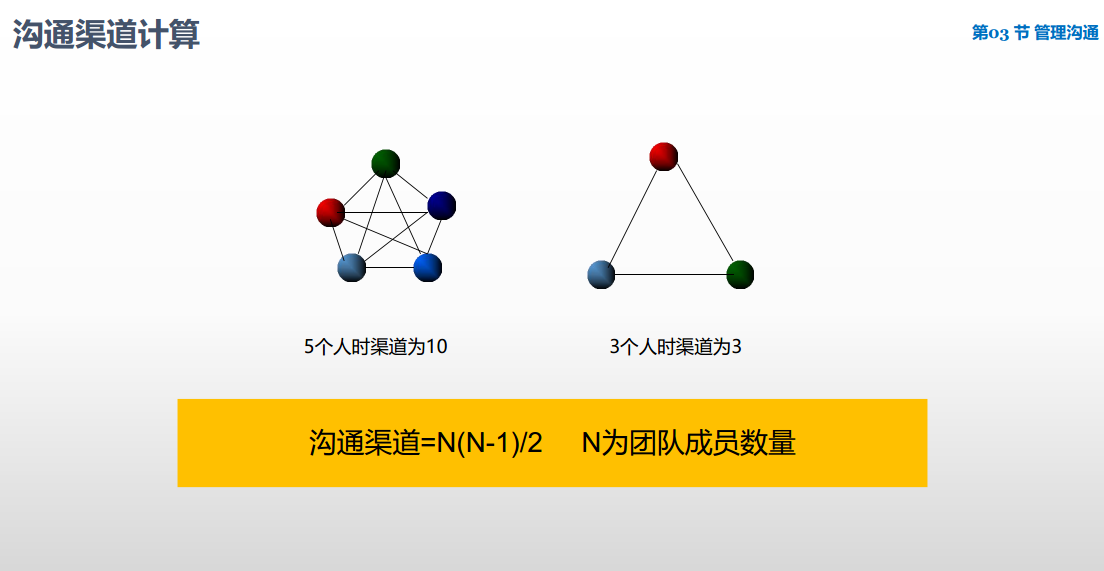 沟通渠道计算
第03 节 管理沟通
5个人时渠道为10
3个人时渠道为3
沟通渠道=N(N-1)/2 N为团队成员数量